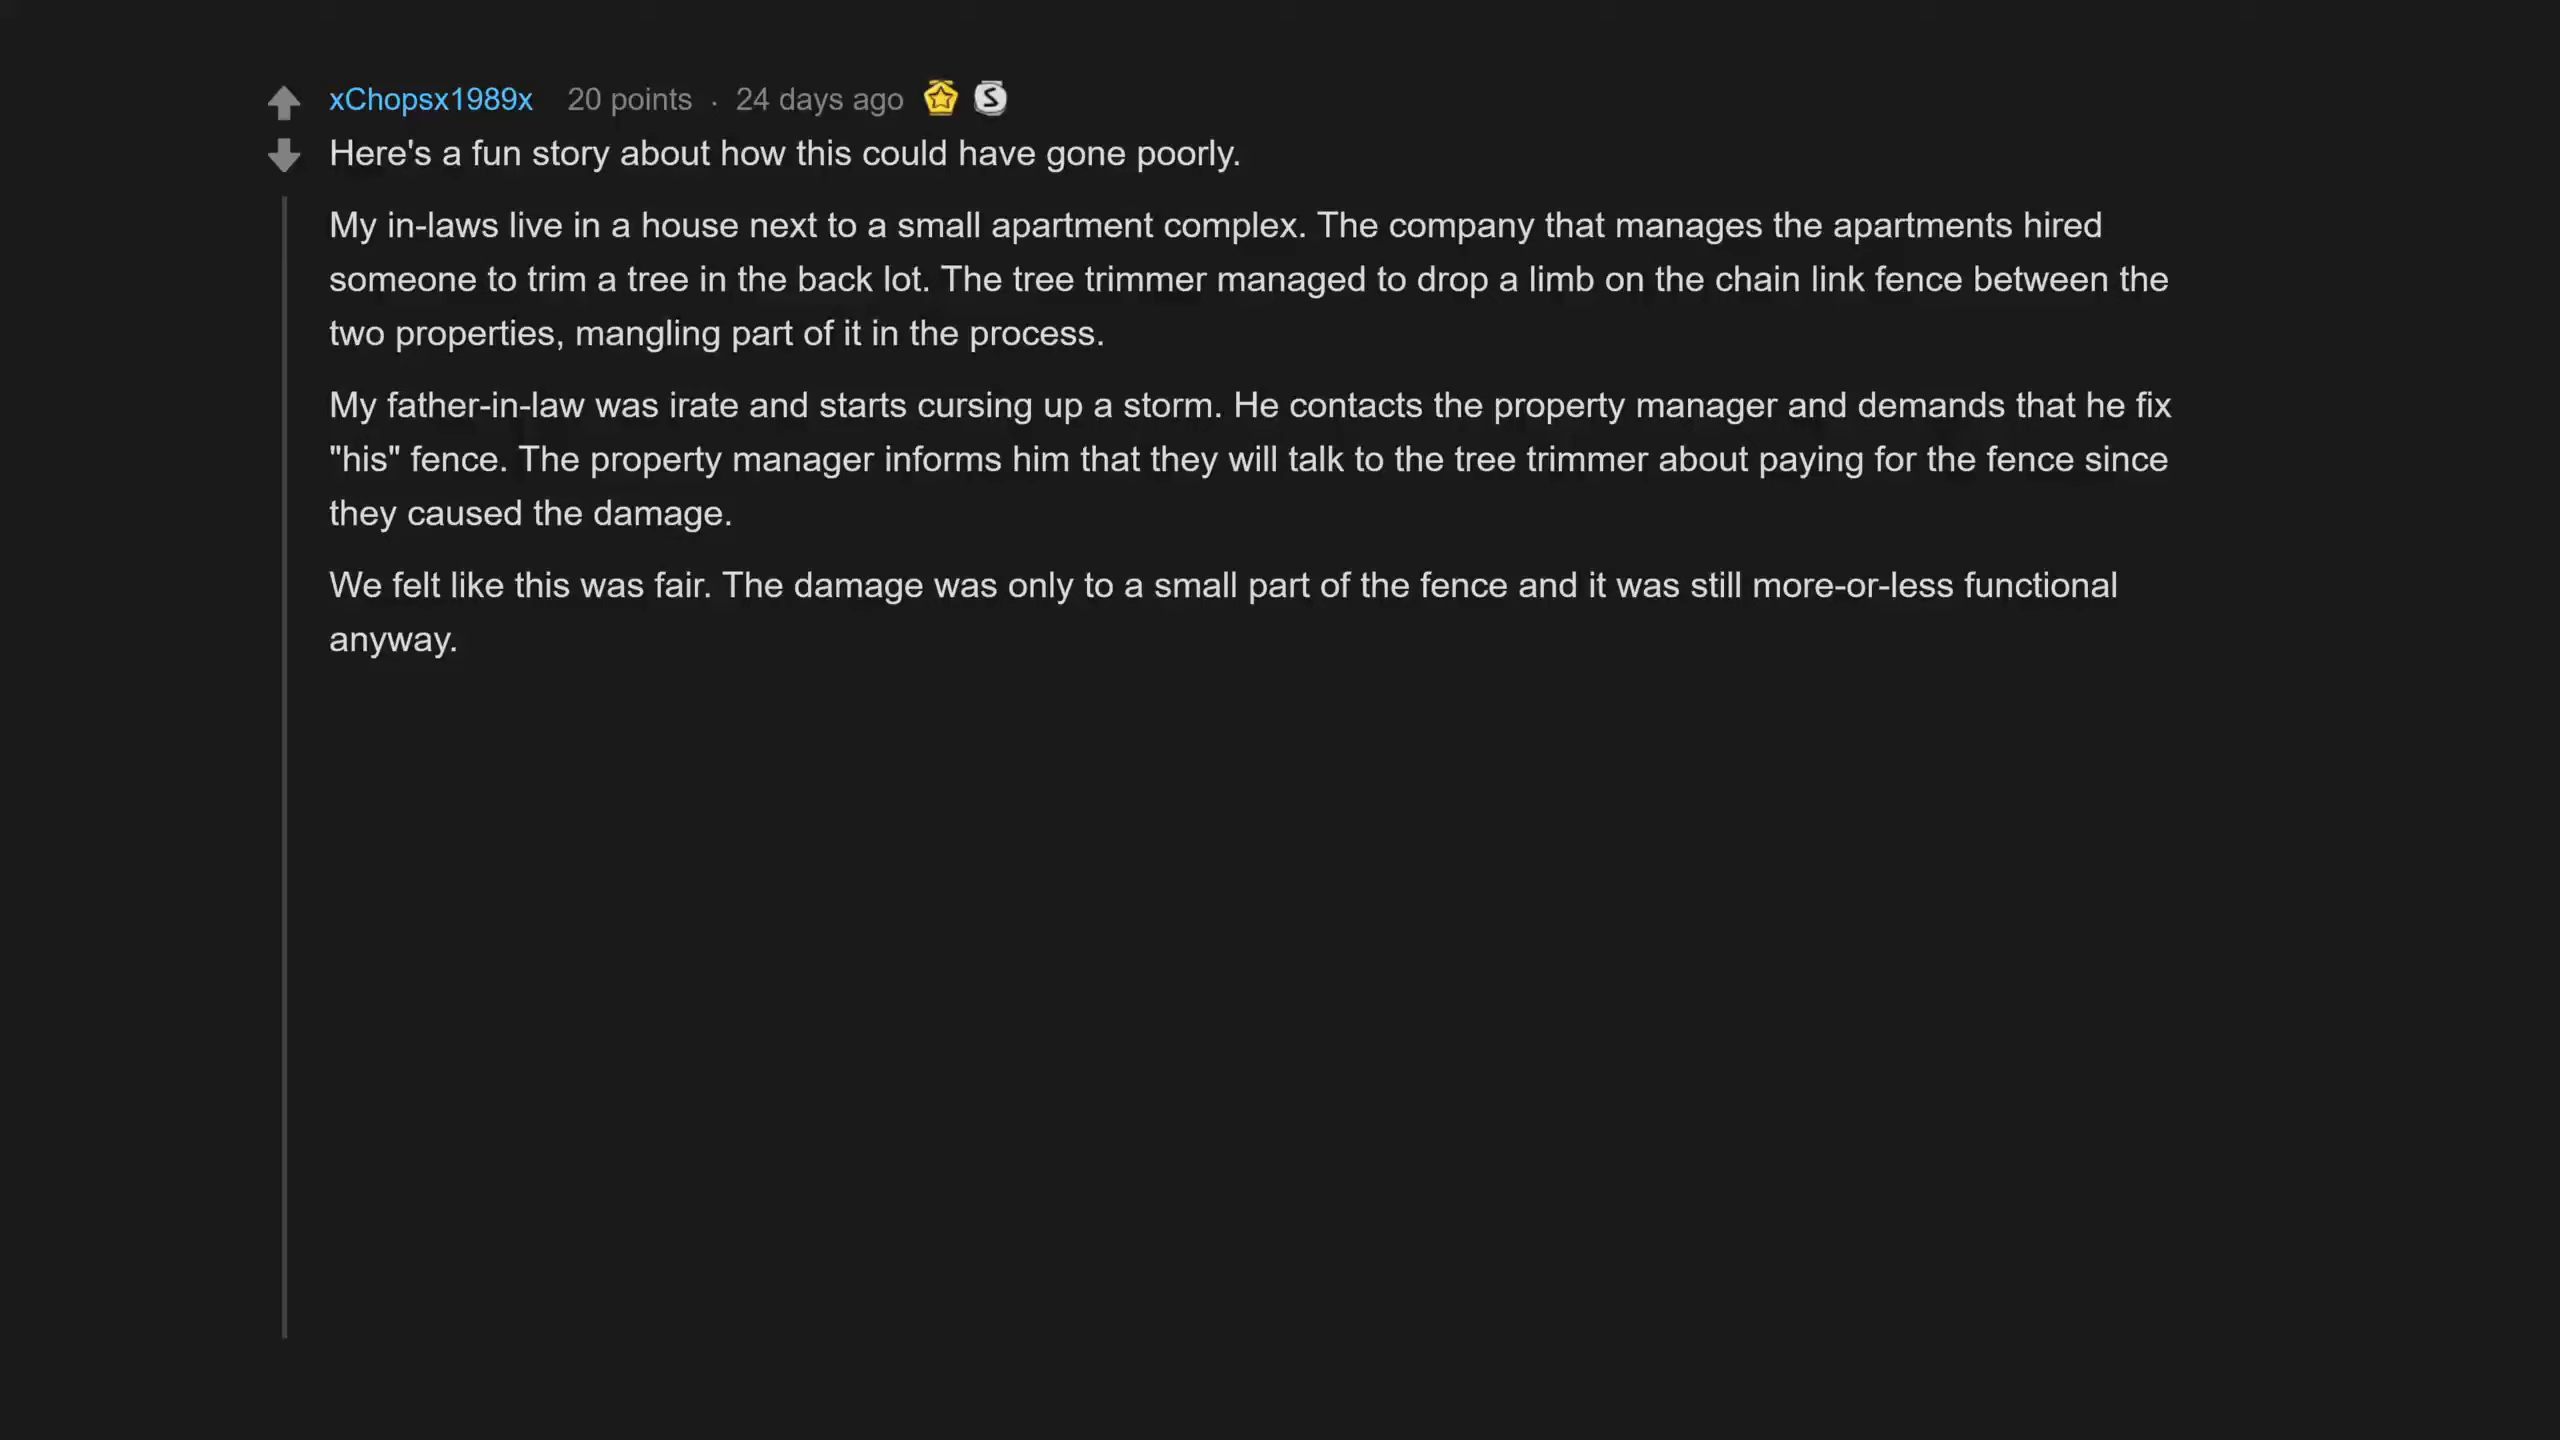 xChopsx1989x 20 points · 24 days ago
Here's a fun story about how this could have gone poorly.
My in-laws live in a house next to a small apartment complex. The company that manages the apartments hired
someone to trim a tree in the back lot. The tree trimmer managed to drop a limb on the chain link fence between the
two properties, mangling part of it in the process.
My father-in-law was irate and starts cursing up a storm. He contacts the property manager and demands that he fix
"his" fence. The property manager informs him that they will talk to the tree trimmer about paying for the fence since
they caused the damage.
We felt like this was fair. The damage was only to a small part of the fence and it was still more-or-less functional
anyway.